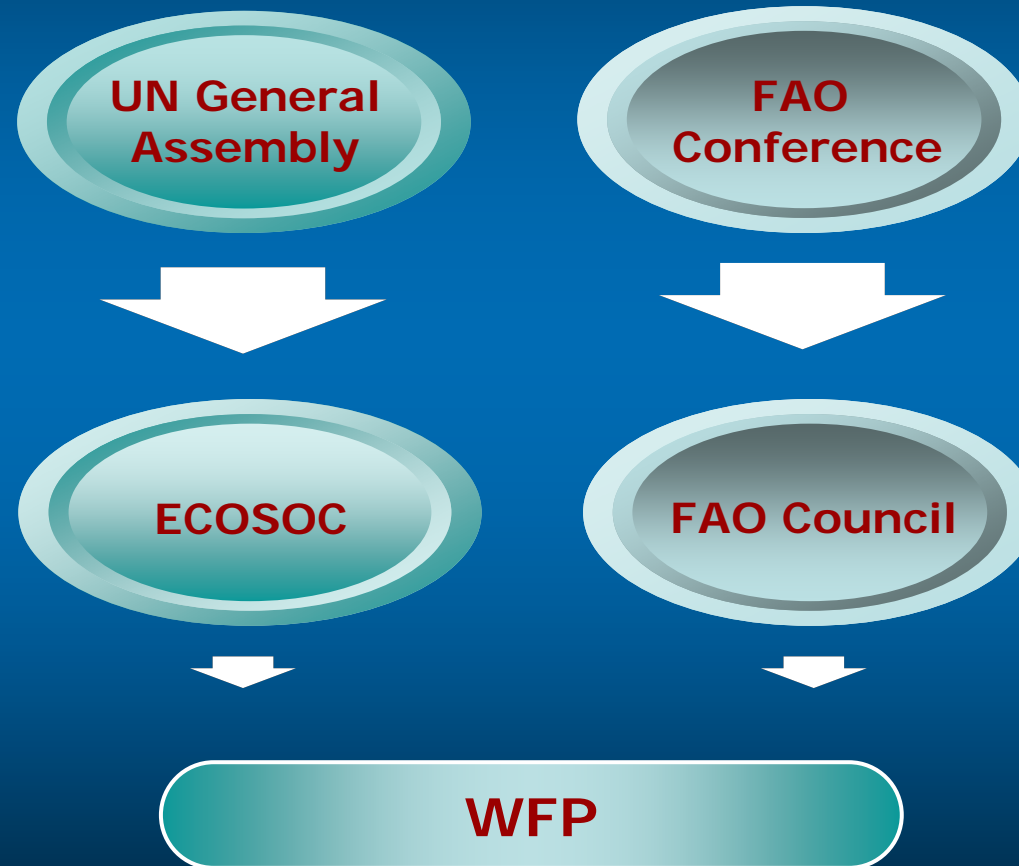 UN General
Assembly
FAO
Conference
ECOSOC
FAO Council
WFP